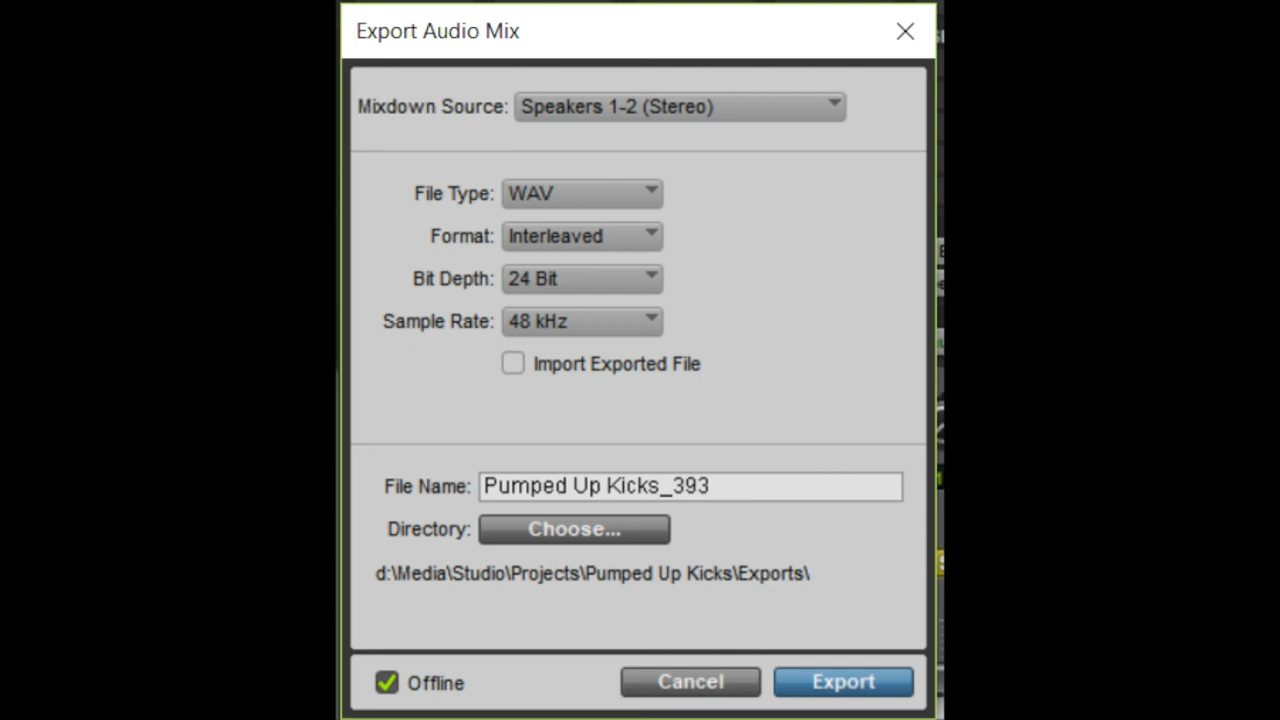 Export Audio Mix
Mixdown Source: Speakers 1-2 (Stereo)
File Type: WAV
Format: Interleaved
Bit Depth: 24 Bit
Sample Rate: 48 kHz
Import Exported File
File Name: Pumped Up Kicks_393
Directory: Choose...
d:\Media\Studio\Projects\Pumped Up Kicks\Exports\
Offline Cancel Export